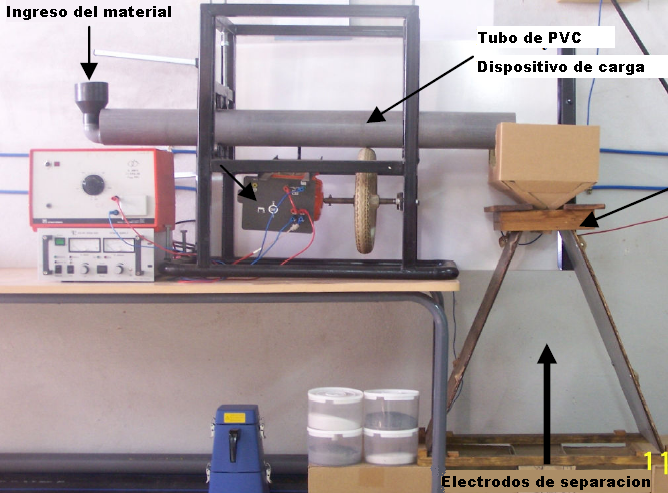 Ingreso del material
Tubo de PVC
Dispositivo de carga
Electrodos de separacion
11